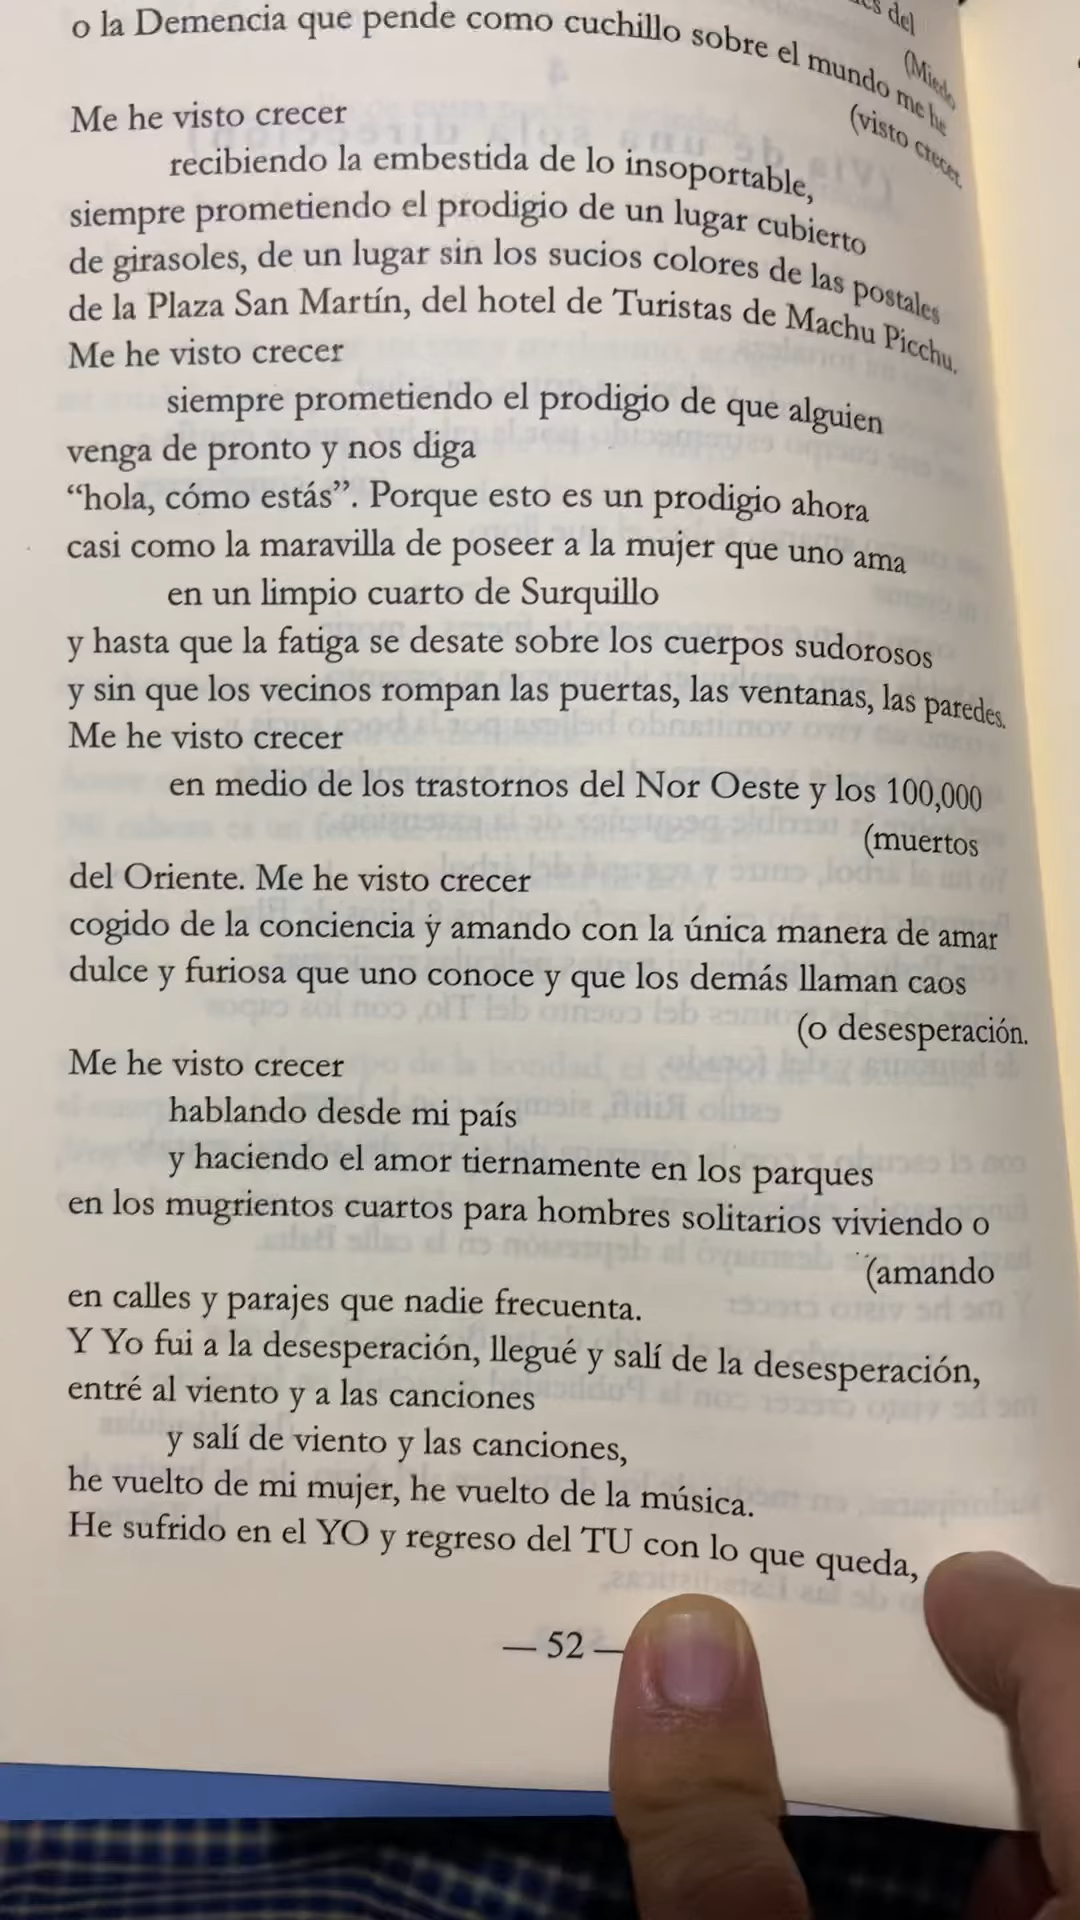 es del
(Miedo
o la Demencia que pende como cuchillo sobre el mundo me he
(visto crecer.
Me he visto crecer
recibiendo la embestida de lo insoportable,
siempre prometiendo el prodigio de un lugar cubierto
de girasoles, de un lugar sin los sucios colores de las postales
de la Plaza San Martín, del hotel de Turistas de Machu Picchu.
Me he visto crecer
siempre prometiendo el prodigio de que alguien
venga de pronto y nos diga
“hola, cómo estás”. Porque esto es un prodigio ahora
casi como la maravilla de poseer a la mujer que uno ama
en un limpio cuarto de Surquillo
y hasta que la fatiga se desate sobre los cuerpos sudorosos
y sin que los vecinos rompan las puertas, las ventanas, las paredes.
Me he visto crecer
en medio de los trastornos del Nor Oeste y los 100,000
(muertos
del Oriente. Me he visto crecer
cogido de la conciencia y amando con la única manera de amar
dulce y furiosa que uno conoce y que los demás llaman caos
(o desesperación.
Me he visto crecer
hablando desde mi país
y haciendo el amor tiernamente en los parques
en los mugrientos cuartos para hombres solitarios viviendo o
(amando
en calles y parajes que nadie frecuenta.
Y Yo fui a la desesperación, llegué y salí de la desesperación,
entré al viento y a las canciones
y salí de viento y las canciones,
he vuelto de mi mujer, he vuelto de la música.
He sufrido en el YO y regreso del TU con lo que queda,
— 52 —